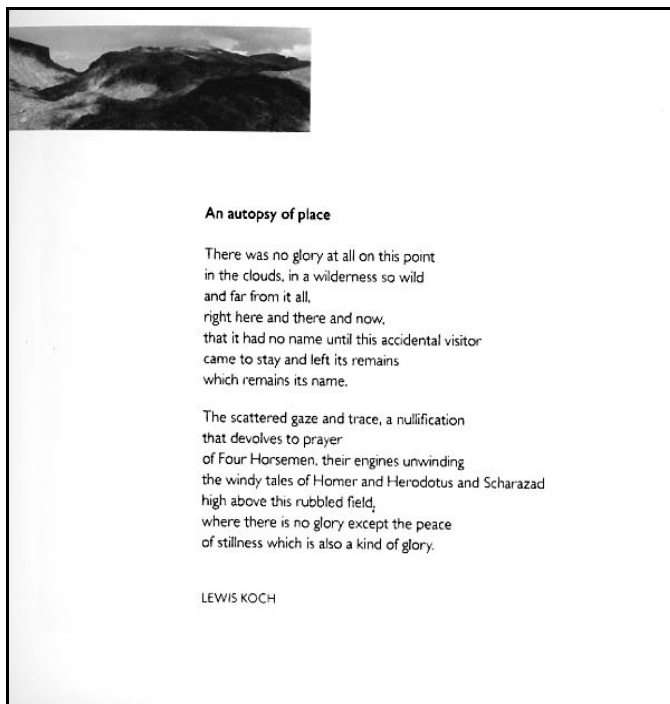 An autopsy of place
There was no glory at all on this point
in the clouds, in a wilderness so wild
and far from it all,
right here and there and now,
that it had no name until this accidental visitor
came to stay and left its remains
which remains its name.
The scattered gaze and trace, a nullification
that devolves to prayer
of Four Horsemen, their engines unwinding
the windy tales of Homer and Herodotus and Scharazad
high above this rubbled field,
where there is no glory except the peace
of stillness which is also a kind of glory.
LEWIS KOCH